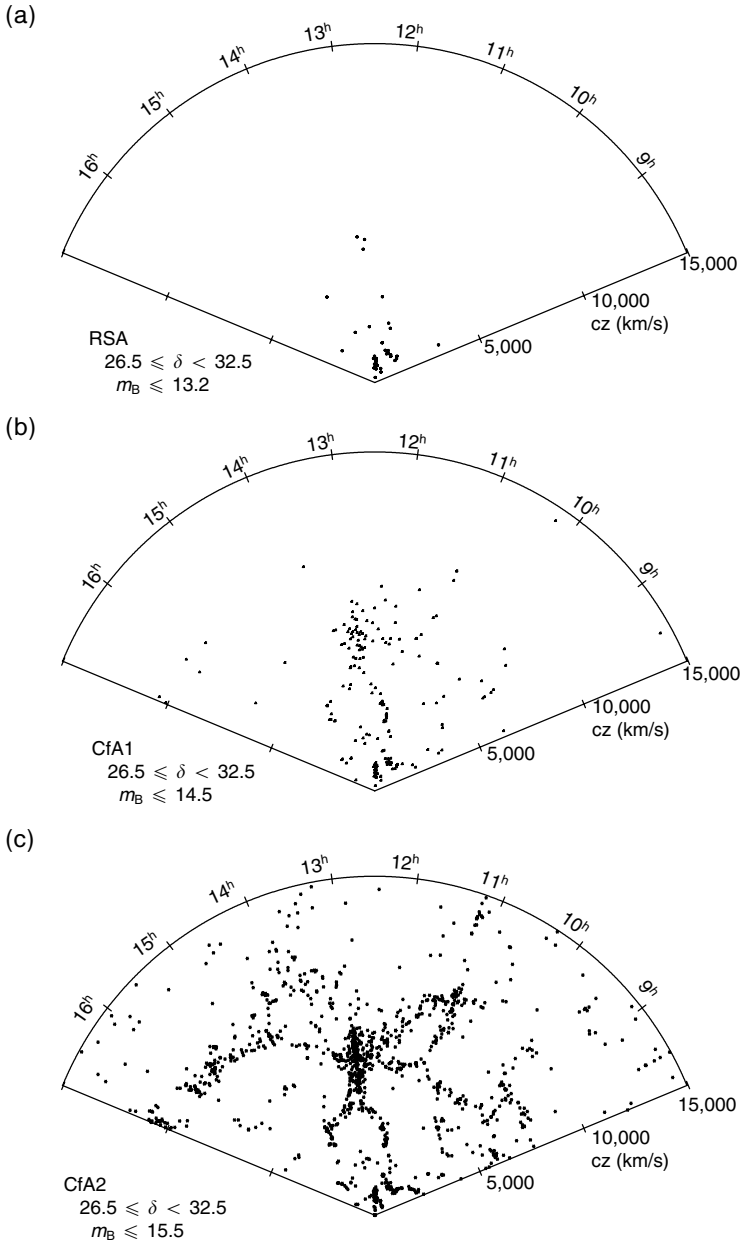 (a)
16ʰ 15ʰ 14ʰ 13ʰ 12ʰ 11ʰ 10ʰ 9ʰ
15,000
10,000
cz (km/s)
5,000
RSA
26.5 ⩽ δ < 32.5
m_B ⩽ 13.2
(b)
16ʰ 15ʰ 14ʰ 13ʰ 12ʰ 11ʰ 10ʰ 9ʰ
15,000
10,000
cz (km/s)
5,000
CfA1
26.5 ⩽ δ < 32.5
m_B ⩽ 14.5
(c)
16ʰ 15ʰ 14ʰ 13ʰ 12ʰ 11ʰ 10ʰ 9ʰ
15,000
10,000
cz (km/s)
5,000
CfA2
26.5 ⩽ δ < 32.5
m_B ⩽ 15.5